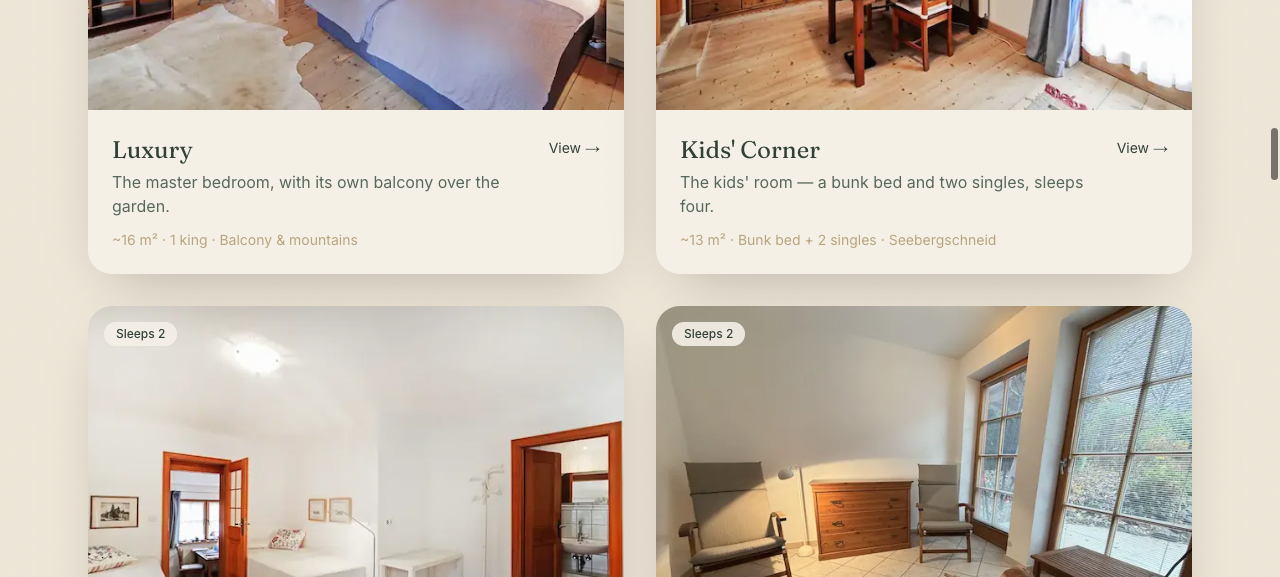 Luxury
View →
The master bedroom, with its own balcony over the
garden.
~16 m² · 1 king · Balcony & mountains
Kids' Corner
View →
The kids' room — a bunk bed and two singles, sleeps
four.
~13 m² · Bunk bed + 2 singles · Seebergschneid
Sleeps 2
Sleeps 2